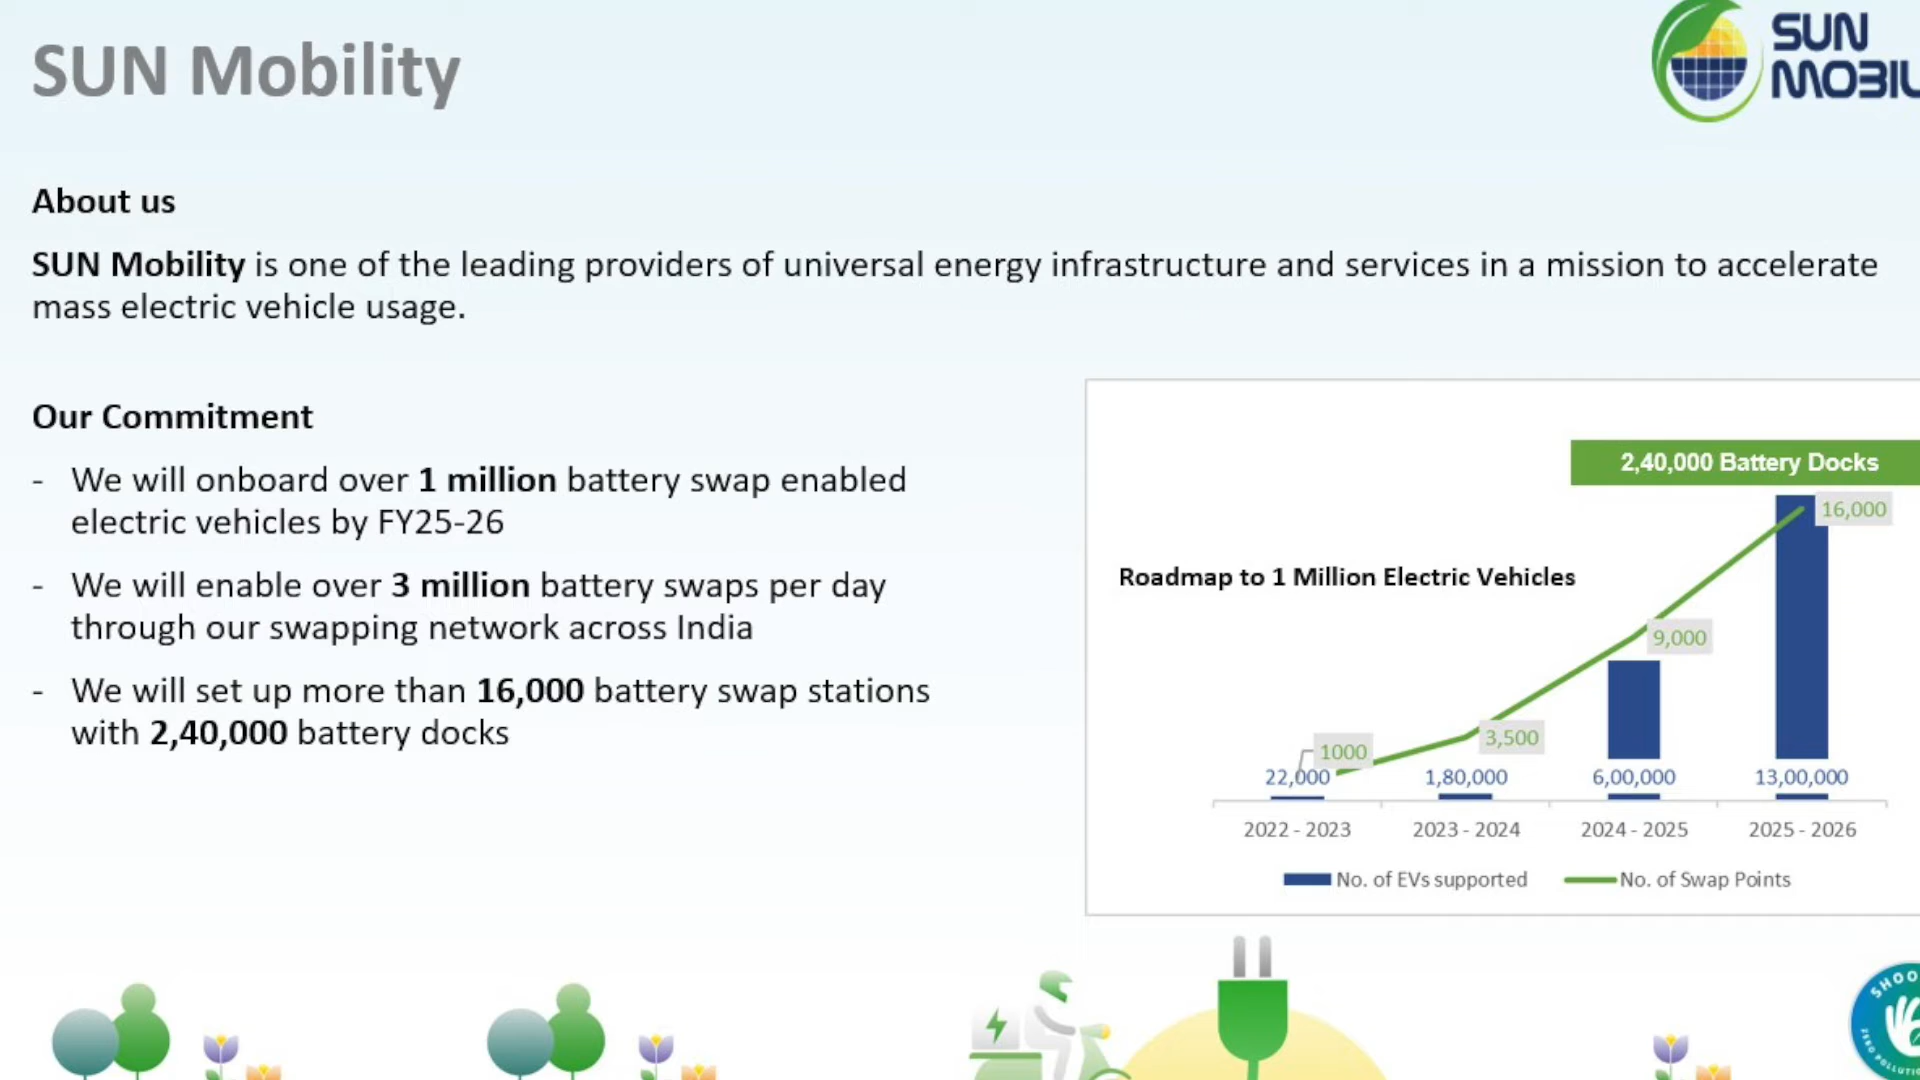 SUN Mobility
SUN
MOBIL
About us
SUN Mobility is one of the leading providers of universal energy infrastructure and services in a mission to accelerate
mass electric vehicle usage.
Our Commitment
- We will onboard over 1 million battery swap enabled
electric vehicles by FY25-26
- We will enable over 3 million battery swaps per day
through our swapping network across India
- We will set up more than 16,000 battery swap stations
with 2,40,000 battery docks
2,40,000 Battery Docks
16,000
Roadmap to 1 Million Electric Vehicles
9,000
3,500
1000
22,000 1,80,000 6,00,000 13,00,000
2022 - 2023 2023 - 2024 2024 - 2025 2025 - 2026
No. of EVs supported No. of Swap Points
SHOO
ZERO POLLUTI